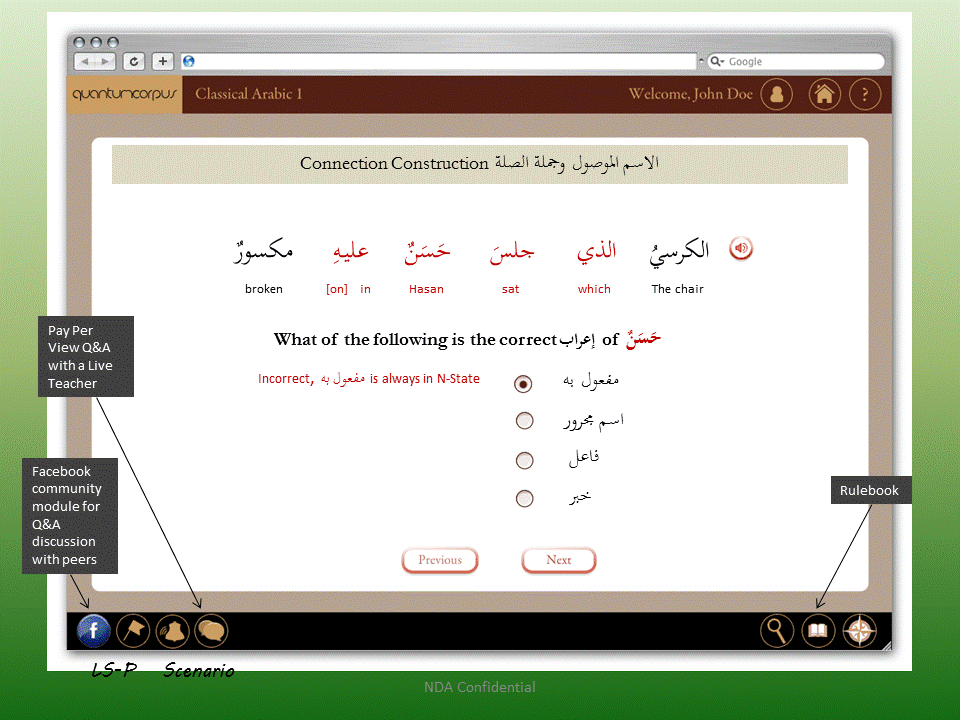 Google
quantumcorpus Classical Arabic 1 Welcome, John Doe ?
Connection Construction الاسم الموصول وجملة الصلة
الكرسيُ الذي جلسَ حَسَنٌ عليهِ مكسورٌ
broken [on] in Hasan sat which The chair
What of the following is the correct إعراب of حَسَنٌ
Incorrect, مفعول به is always in N-State
مفعول به
اسم مجرور
فاعل
خبر
Previous Next
Pay Per
View Q&A
with a Live
Teacher
Facebook
community
module for
Q&A
discussion
with peers
Rulebook
f
LS-P Scenario
NDA Confidential